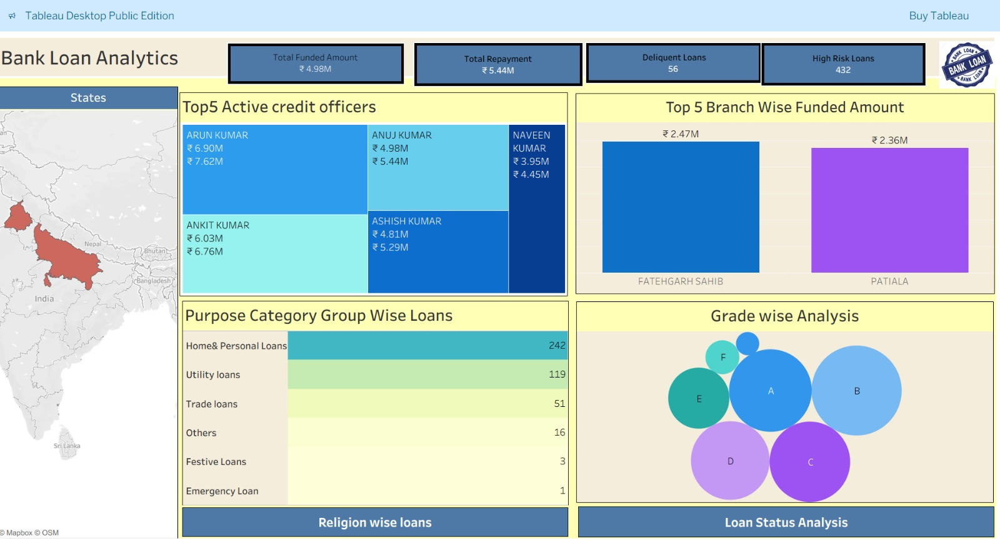 Tableau Desktop Public Edition
Buy Tableau
Bank Loan Analytics
Total Funded Amount
₹ 4.98M
Total Repayment
₹ 5.44M
Deliquent Loans
56
High Risk Loans
432
BANK LOAN
BANK LOAN
BANK LOAN
States
an
Nepal
Bhutan
Bangladesh
India
Sri Lanka
© Mapbox © OSM
Top5 Active credit officers
ARUN KUMAR
₹ 6.90M
₹ 7.62M
ANUJ KUMAR
₹ 4.98M
₹ 5.44M
NAVEEN
KUMAR
₹ 3.95M
₹ 4.45M
ANKIT KUMAR
₹ 6.03M
₹ 6.76M
ASHISH KUMAR
₹ 4.81M
₹ 5.29M
Top 5 Branch Wise Funded Amount
₹ 2.47M
₹ 2.36M
FATEHGARH SAHIB
PATIALA
Purpose Category Group Wise Loans
Home& Personal Loans 242
Utility loans 119
Trade loans 51
Others 16
Festive Loans 3
Emergency Loan 1
Grade wise Analysis
F
A
B
E
D
C
Religion wise loans
Loan Status Analysis